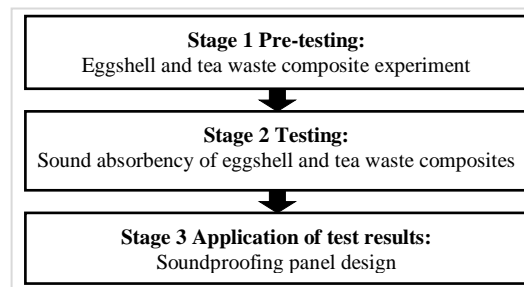 Stage 1 Pre-testing:
Eggshell and tea waste composite experiment
Stage 2 Testing:
Sound absorbency of eggshell and tea waste composites
Stage 3 Application of test results:
Soundproofing panel design